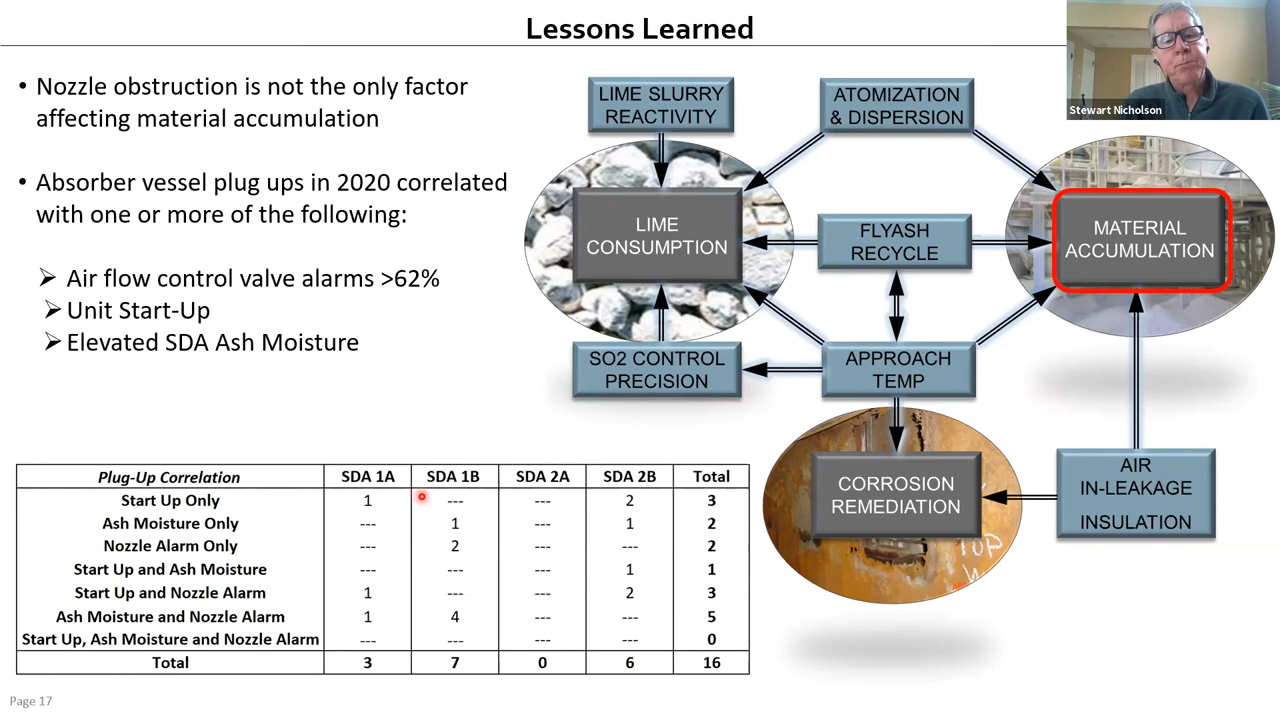 Lessons Learned
Stewart Nicholson
• Nozzle obstruction is not the only factor
affecting material accumulation
• Absorber vessel plug ups in 2020 correlated
with one or more of the following:
➢ Air flow control valve alarms >62%
➢ Unit Start-Up
➢ Elevated SDA Ash Moisture
LIME SLURRY
REACTIVITY
ATOMIZATION
& DISPERSION
LIME
CONSUMPTION
FLYASH
RECYCLE
MATERIAL
ACCUMULATION
SO2 CONTROL
PRECISION
APPROACH
TEMP
CORROSION
REMEDIATION
AIR
IN-LEAKAGE
INSULATION
TOP
Plug-Up Correlation SDA 1A SDA 1B SDA 2A SDA 2B Total
Start Up Only 1 --- --- 2 3
Ash Moisture Only --- 1 --- 1 2
Nozzle Alarm Only --- 2 --- --- 2
Start Up and Ash Moisture --- --- --- 1 1
Start Up and Nozzle Alarm 1 --- --- 2 3
Ash Moisture and Nozzle Alarm 1 4 --- --- 5
Start Up, Ash Moisture and Nozzle Alarm --- --- --- --- 0
Total 3 7 0 6 16
Page 17